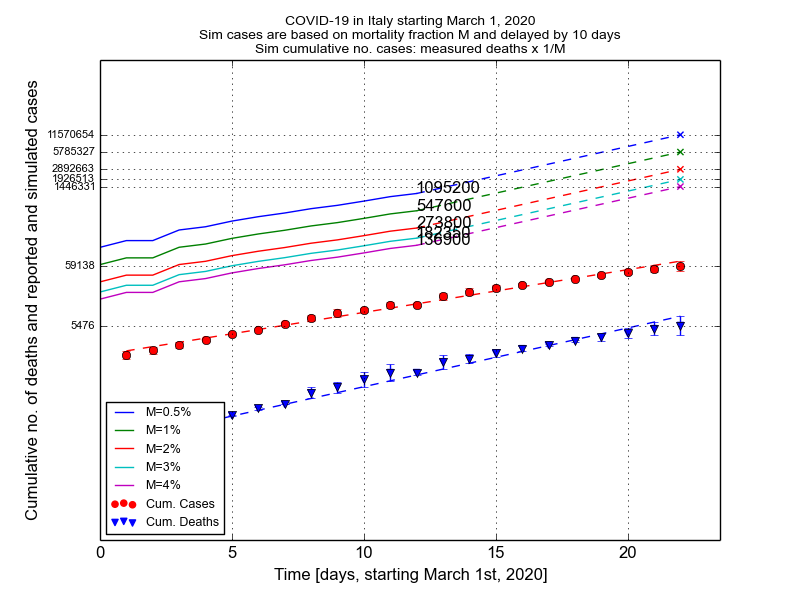 COVID-19 in Italy starting March 1, 2020
Sim cases are based on mortality fraction M and delayed by 10 days
Sim cumulative no. cases: measured deaths x 1/M
Cumulative no. of deaths and reported and simulated cases
11570654
5785327
2892663
1926513
1446331
59138
5476
1095200
547600
273800
182350
136900
M=0.5%
M=1%
M=2%
M=3%
M=4%
Cum. Cases
Cum. Deaths
0 5 10 15 20
Time [days, starting March 1st, 2020]